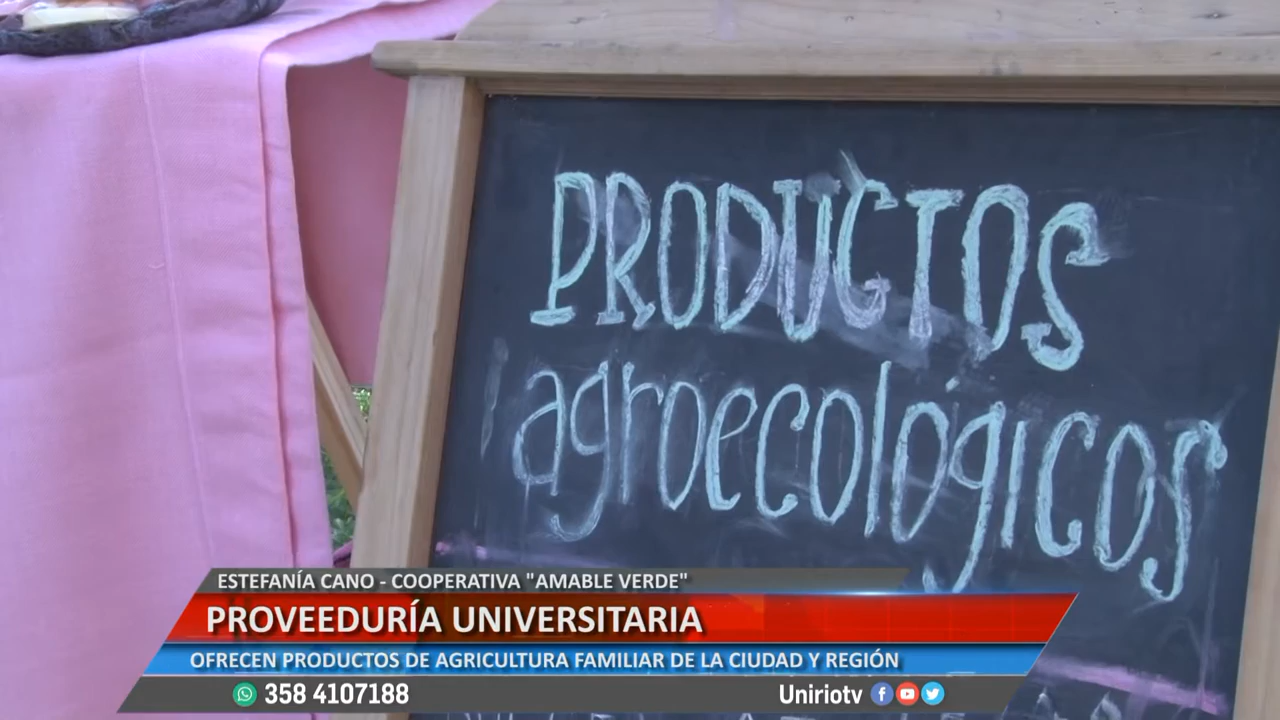 PRODUCTOS
agroecológicos
ESTEFANÍA CANO - COOPERATIVA "AMABLE VERDE"
PROVEEDURÍA UNIVERSITARIA
OFRECEN PRODUCTOS DE AGRICULTURA FAMILIAR DE LA CIUDAD Y REGIÓN
358 4107188
Uniriotv